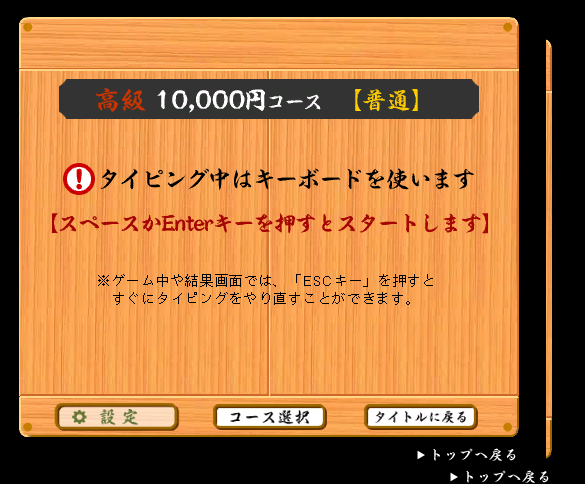 高級 10,000円コース 【普通】
タイピング中はキーボードを使います
【スペースかEnterキーを押すとスタートします】
※ゲーム中や結果画面では、「ESCキー」を押すと
すぐにタイピングをやり直すことができます。
設定 コース選択 タイトルに戻る
▶トップへ戻る
▶トップへ戻る